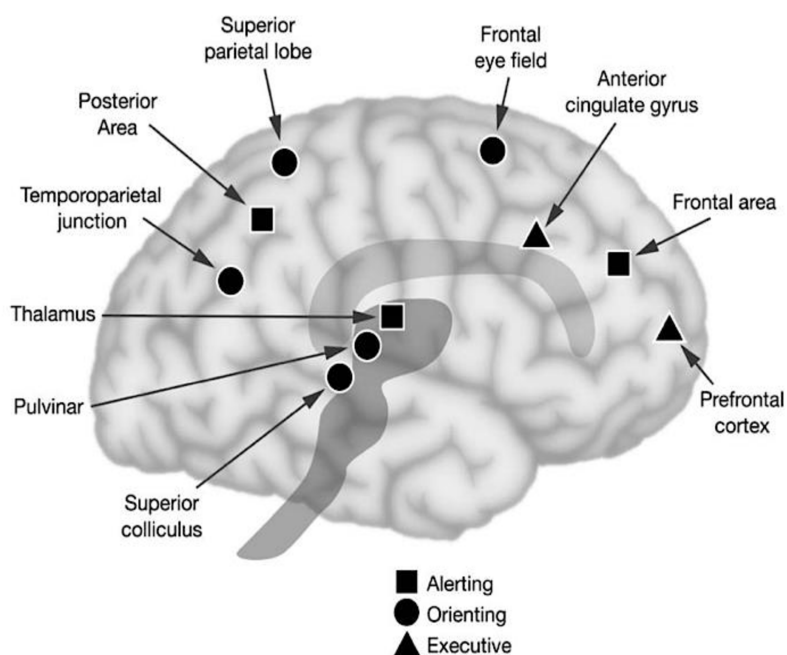 Superior
parietal lobe
Frontal
eye field
Anterior
cingulate gyrus
Posterior
Area
Temporoparietal
junction
Frontal area
Thalamus
Pulvinar
Prefrontal
cortex
Superior
colliculus
Alerting
Orienting
Executive